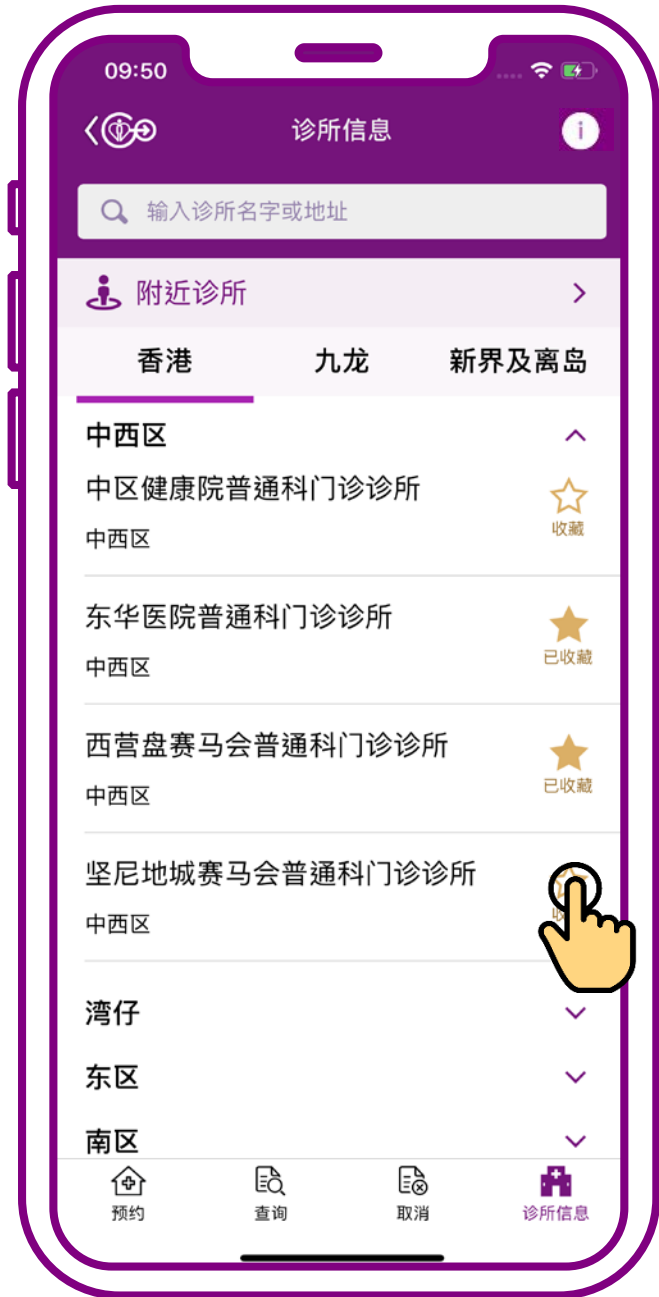 09:50
诊所信息
i
输入诊所名字或地址
附近诊所
香港 九龙 新界及离岛
中西区
中区健康院普通科门诊诊所
收藏
中西区
东华医院普通科门诊诊所
已收藏
中西区
西营盘赛马会普通科门诊诊所
已收藏
中西区
坚尼地城赛马会普通科门诊诊所
中西区
湾仔
东区
南区
预约 查询 取消 诊所信息